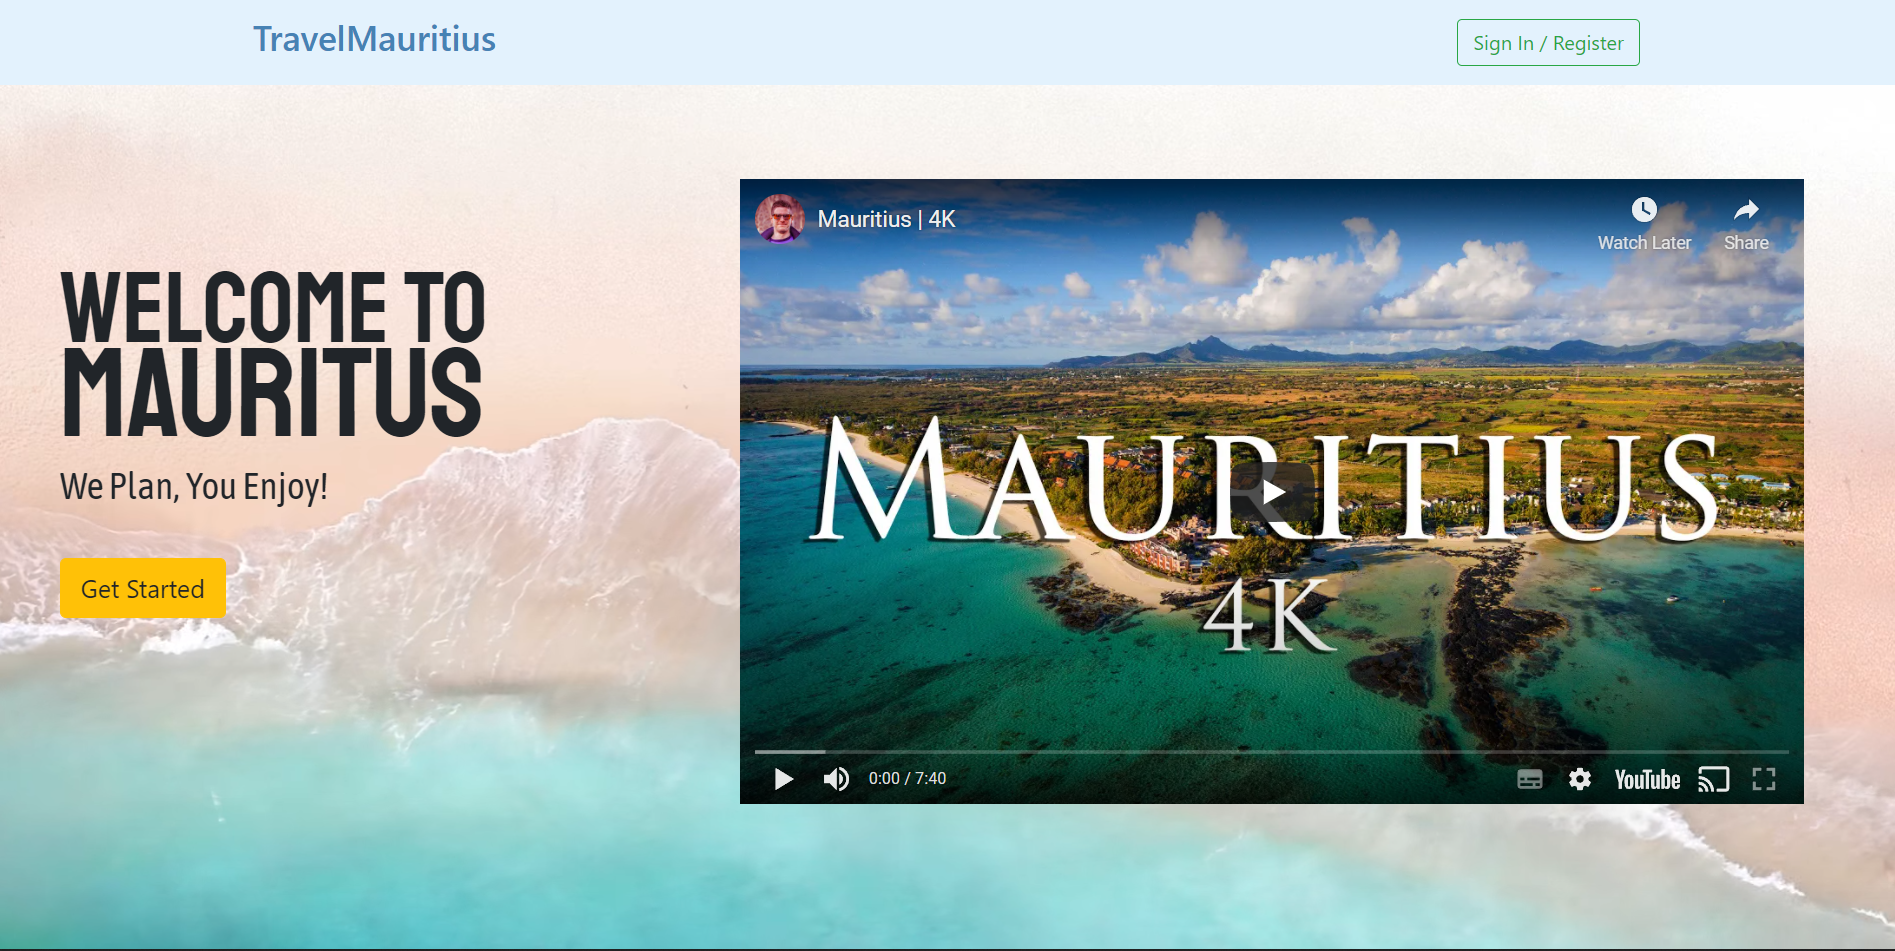 TravelMauritius
Sign In / Register
WELCOME TO
MAURITUS
We Plan, You Enjoy!
Get Started
Mauritius | 4K
Watch Later
Share
MAURITIUS
4K
0:00 / 7:40
YouTube